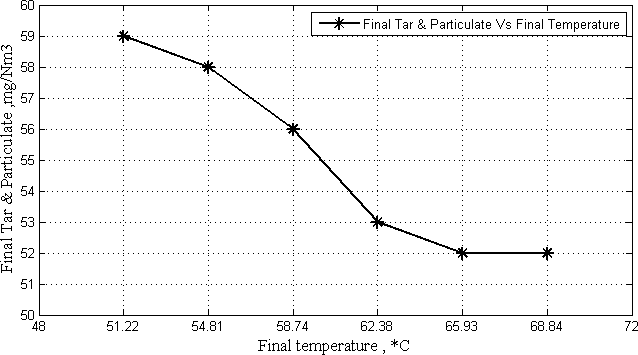 60
59
58
57
56
55
54
53
52
51
50
Final Tar & Particulate ,mg/Nm3
Final Tar & Particulate Vs Final Temperature
48 51.22 54.81 58.74 62.38 65.93 68.84 72
Final temperature , *C